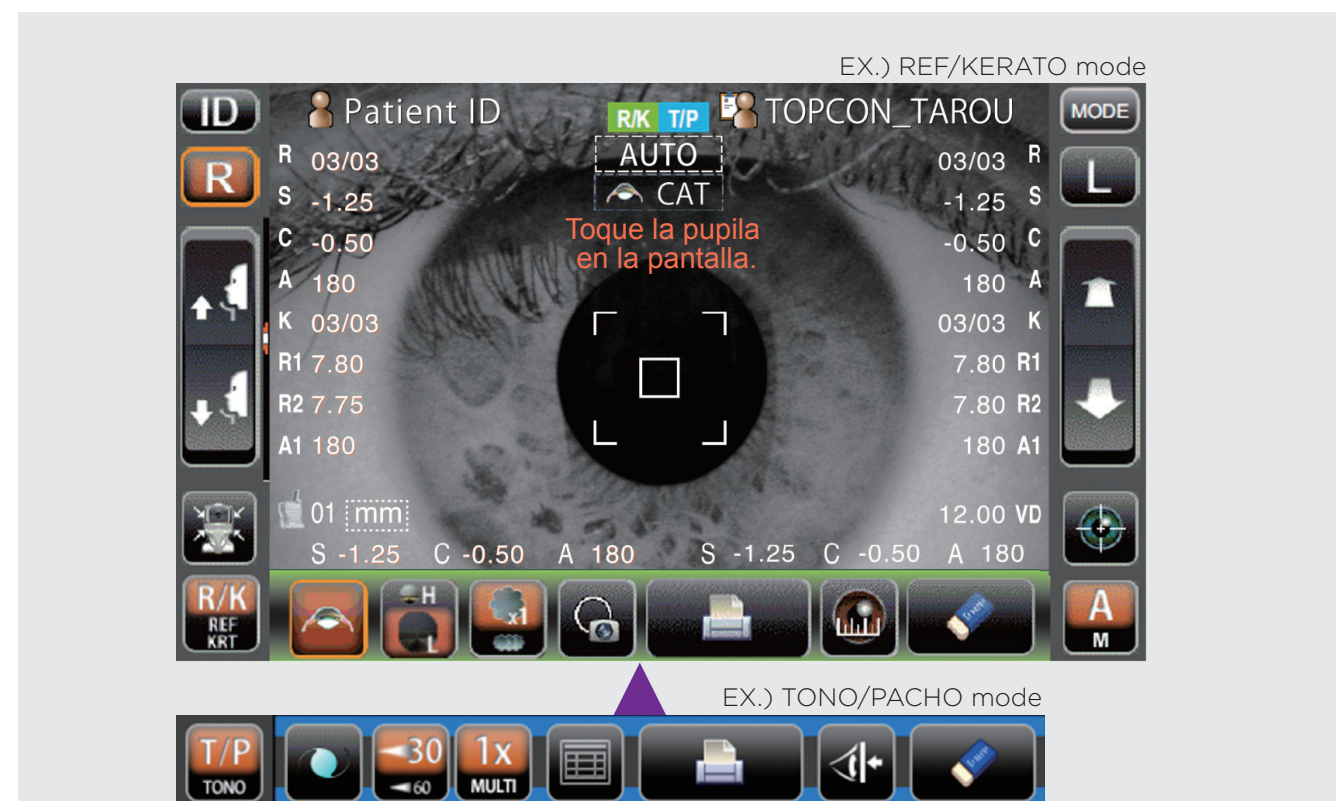 EX.) REF/KERATO mode
ID Patient ID R/K T/P TOPCON_TAROU MODE
AUTO
R L
R 03/03 03/03 R
CAT
S -1.25 -1.25 S
Toque la pupila
en la pantalla.
C -0.50 -0.50 C
A 180 180 A
K 03/03 03/03 K
R1 7.80 7.80 R1
R2 7.75 7.80 R2
A1 180 180 A1
01 mm 12.00 VD
S -1.25 C -0.50 A 180 S -1.25 C -0.50 A 180
R/K H x1 A
REF L
KRT M
EX.) TONO/PACHO mode
T/P 30 1x
TONO 60 MULTI